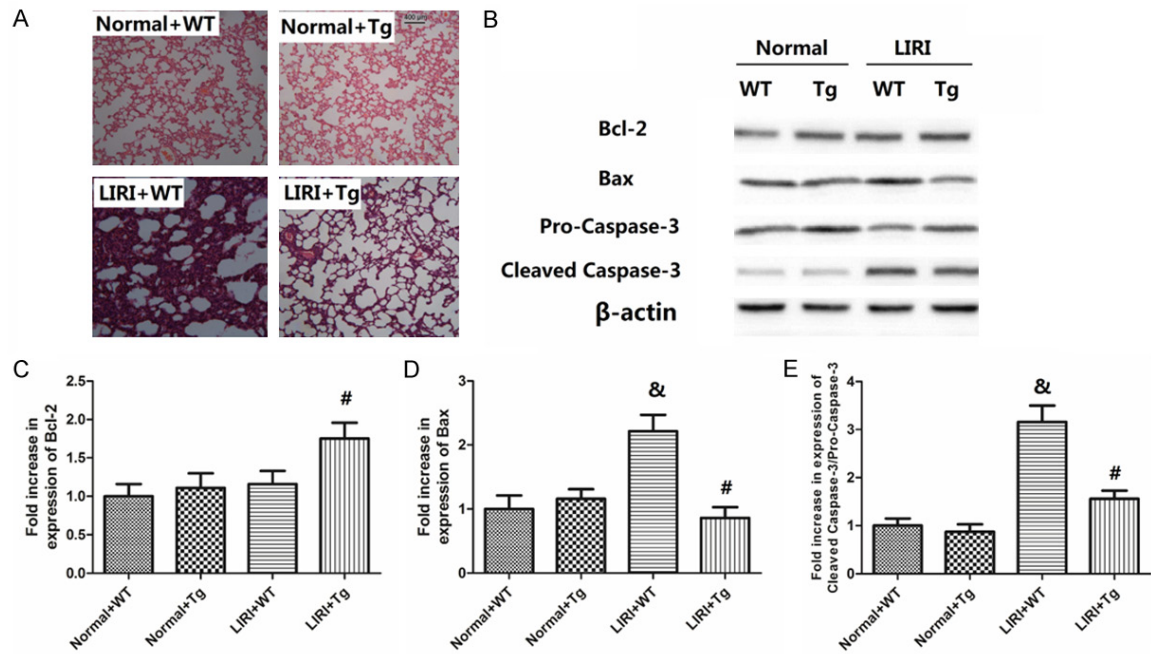 A
Normal+WT
Normal+Tg
400 μm
LIRI+WT
LIRI+Tg
B
Normal LIRI
WT Tg WT Tg
Bcl-2
Bax
Pro-Caspase-3
Cleaved Caspase-3
β-actin
C
Fold increase in
expression of Bcl-2
2.5
2.0
1.5
1.0
0.5
0.0
#
Normal+WT
Normal+Tg
LIRI+WT
LIRI+Tg
D
Fold increase in
expression of Bax
3
2
1
0
&
#
Normal+WT
Normal+Tg
LIRI+WT
LIRI+Tg
E
Fold increase in expression of
Cleaved Caspase-3/Pro-Caspase-3
4
3
2
1
0
&
#
Normal+WT
Normal+Tg
LIRI+WT
LIRI+Tg